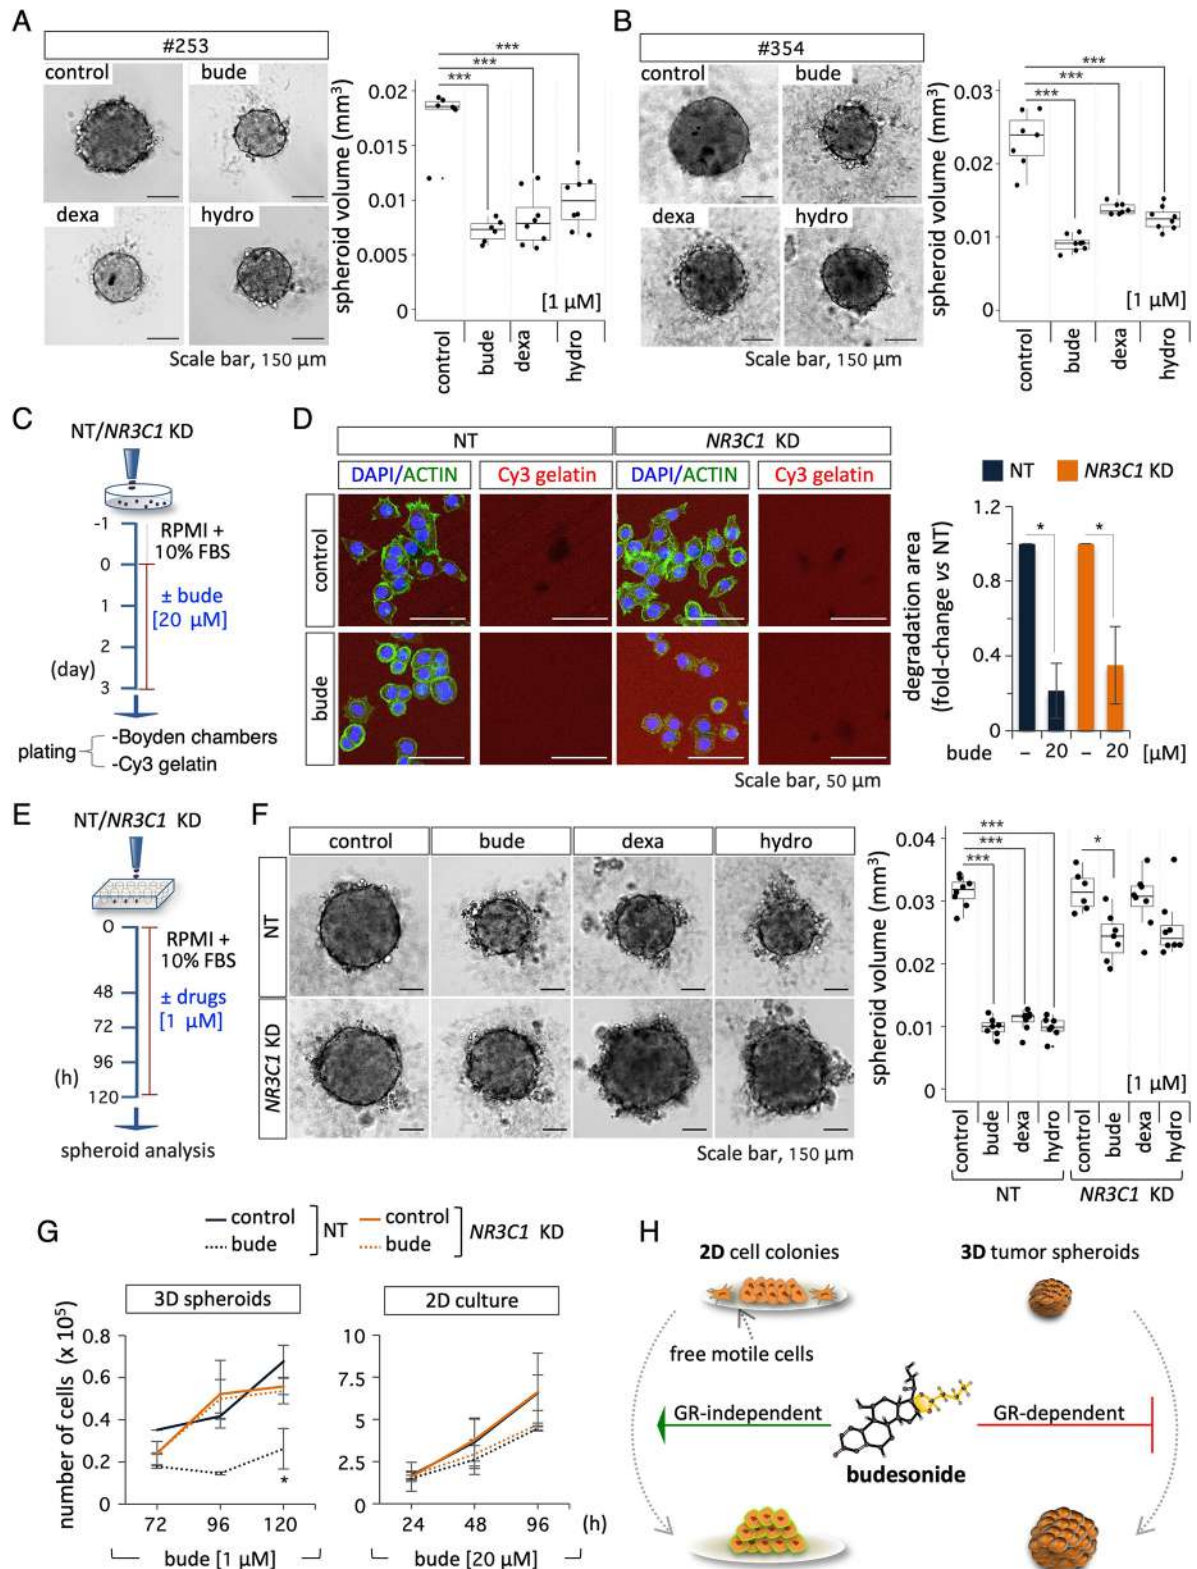 A
#253
control
bude
dexa
hydro
Scale bar, 150 µm
spheroid volume (mm³)
0.02
0.015
0.010
0.005
0
***
***
***
[1 µM]
control
bude
dexa
hydro
B
#354
control
bude
dexa
hydro
Scale bar, 150 µm
spheroid volume (mm³)
0.03
0.02
0.01
0
***
***
***
[1 µM]
control
bude
dexa
hydro
C
NT/NR3C1 KD
-1
0
1
2
3
(day)
RPMI +
10% FBS
± bude
[20 µM]
plating
-Boyden chambers
-Cy3 gelatin
D
NT
NR3C1 KD
DAPI/ACTIN
Cy3 gelatin
DAPI/ACTIN
Cy3 gelatin
control
bude
Scale bar, 50 µm
NT
NR3C1 KD
degradation area
(fold-change vs NT)
1.2
0.8
0.4
0
*
*
bude
–
20
–
20
[µM]
E
NT/NR3C1 KD
0
48
72
96
120
(h)
RPMI +
10% FBS
± drugs
[1 µM]
spheroid analysis
F
control
bude
dexa
hydro
NT
NR3C1 KD
Scale bar, 150 µm
spheroid volume (mm³)
0.04
0.03
0.02
0.01
0
***
***
***
*
[1 µM]
control
bude
dexa
hydro
control
bude
dexa
hydro
NT
NR3C1 KD
G
control
bude
NT
control
bude
NR3C1 KD
3D spheroids
2D culture
number of cells (x 10⁵)
0.8
0.6
0.4
0.2
0
*
72
96
120
bude [1 µM]
10
7.5
5
2.5
0
24
48
96
(h)
bude [20 µM]
H
2D cell colonies
3D tumor spheroids
free motile cells
GR-independent
GR-dependent
budesonide